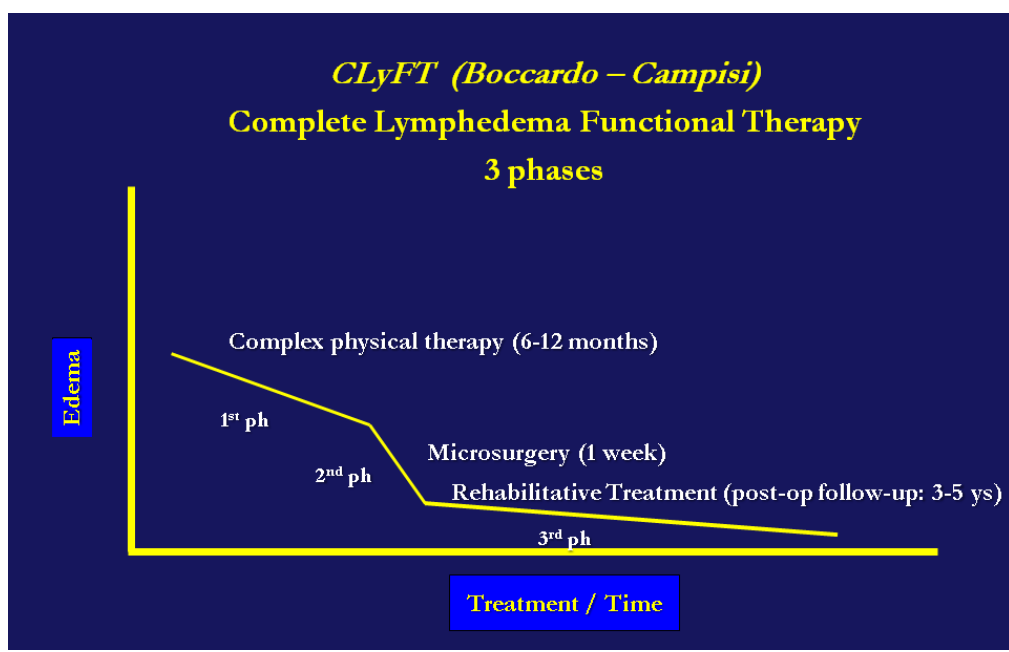 CLyFT (Boccardo – Campisi)
Complete Lymphedema Functional Therapy
3 phases
Complex physical therapy (6-12 months)
Edema
1st ph
Microsurgery (1 week)
2nd ph
Rehabilitative Treatment (post-op follow-up: 3-5 ys)
3rd ph
Treatment / Time